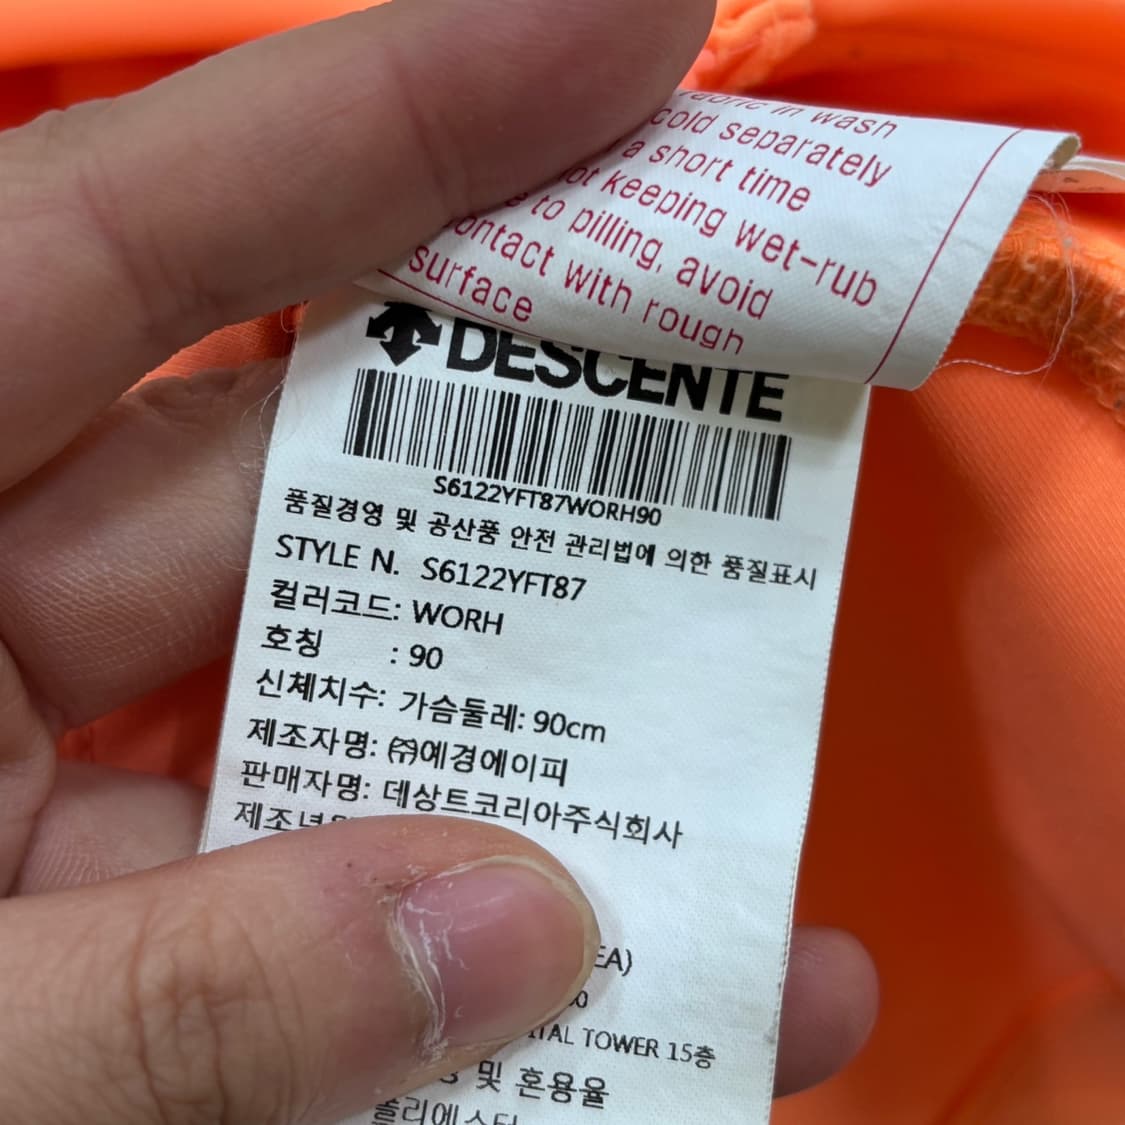 fabric in wash
cold separately
a short time
keeping wet-rub
to pilling, avoid
contact with rough
surface
DESCENTE
S6122YFT87WORH90
품질경영 및 공산품 안전 관리법에 의한 품질표시
STYLE N. S6122YFT87
컬러코드: WORH
호칭 : 90
신체치수: 가슴둘레: 90cm
제조자명: ㈜예경에이피
판매자명: 데상트코리아주식회사
TOWER 15층
및 혼용율